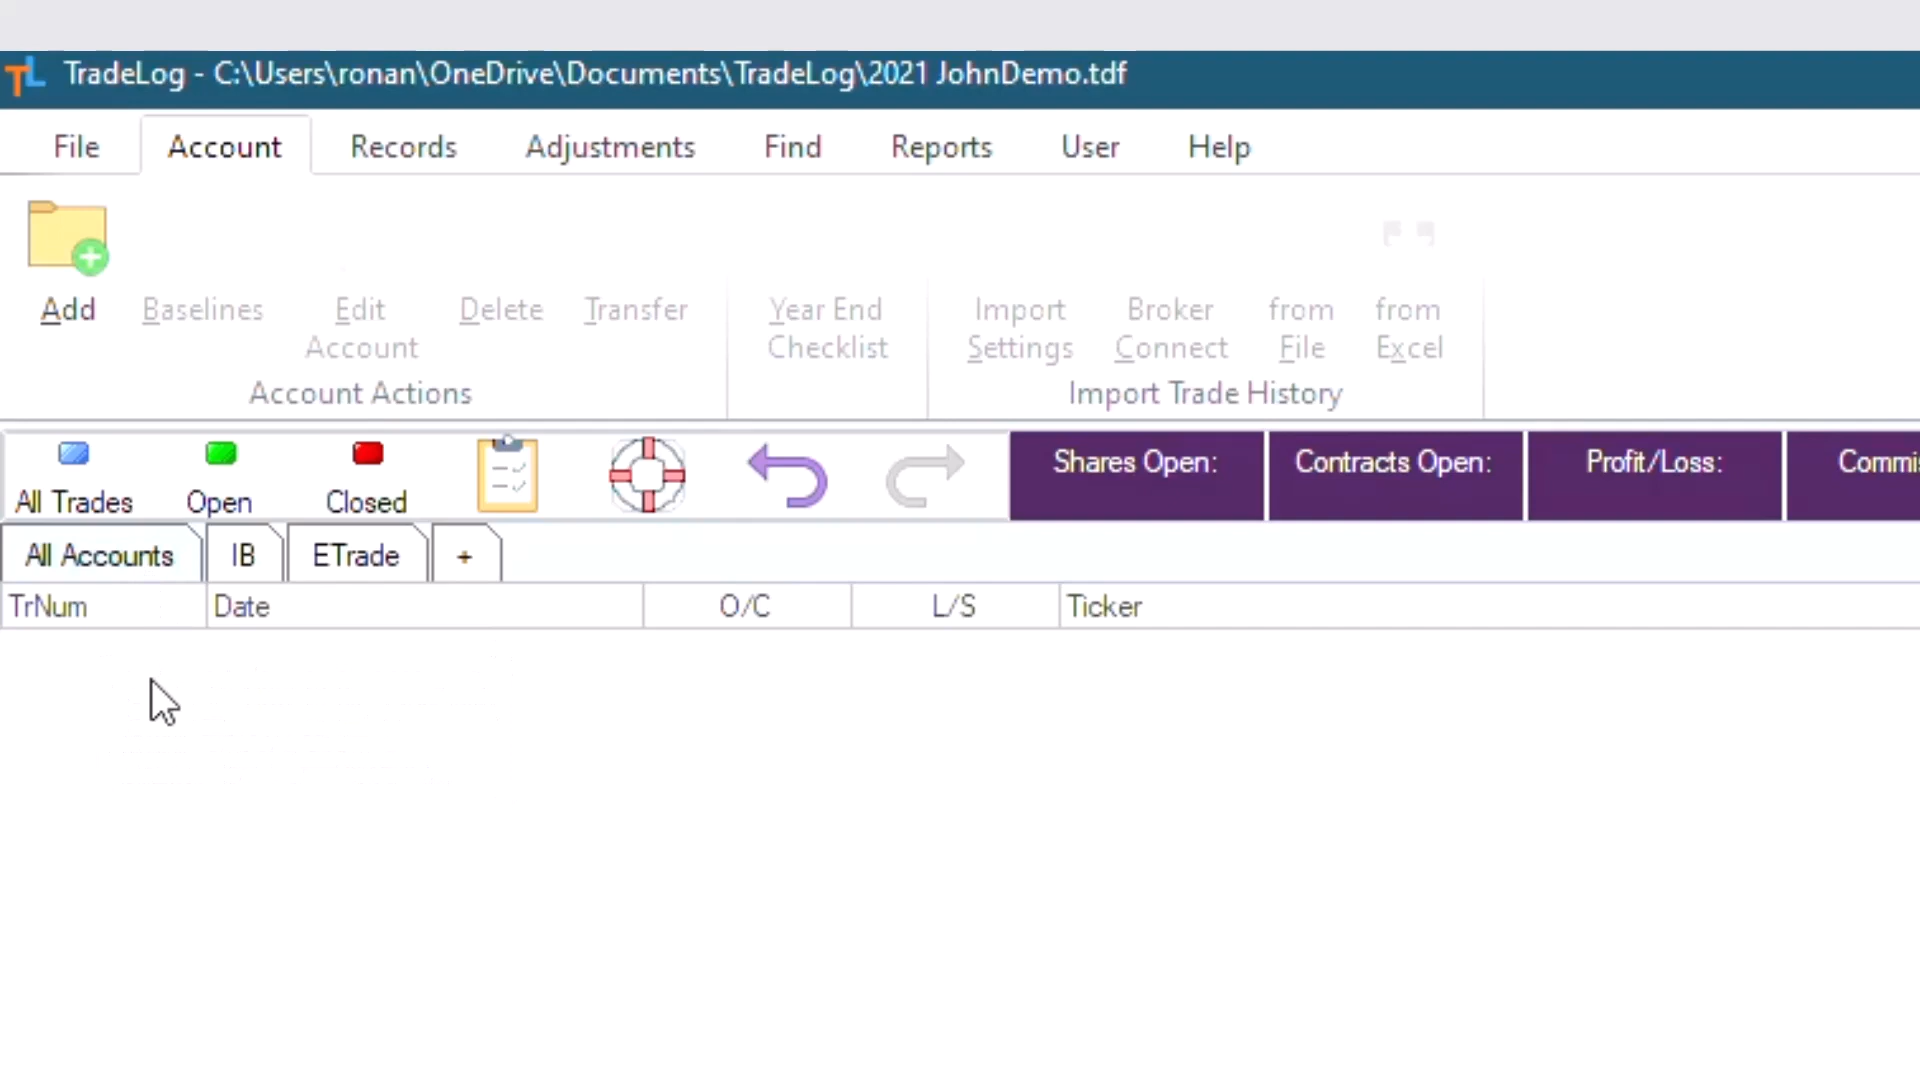 TradeLog - C:\Users\ronan\OneDrive\Documents\TradeLog\2021 JohnDemo.tdf
File Account Records Adjustments Find Reports User Help
Add Baselines Edit Account Delete Transfer Year End Checklist Import Settings Broker Connect from File from Excel
Account Actions Import Trade History
All Trades Open Closed Shares Open: Contracts Open: Profit/Loss:
All Accounts IB ETrade +
TrNum Date O/C L/S Ticker